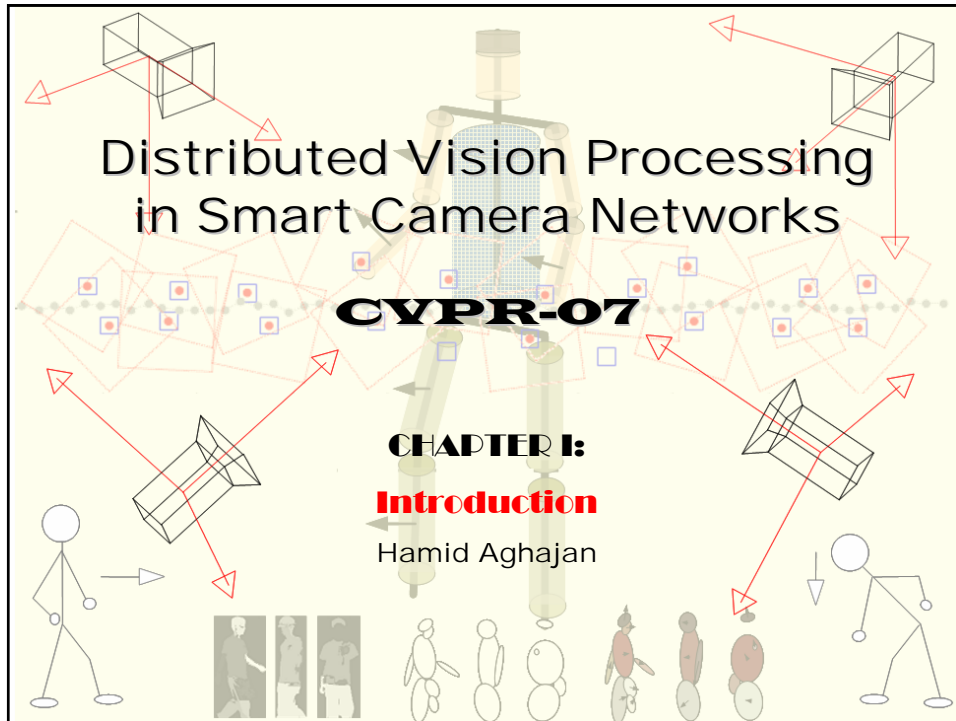 Distributed Vision Processing
in Smart Camera Networks
CVPR-07
CHAPTER I:
Introduction
Hamid Aghajan